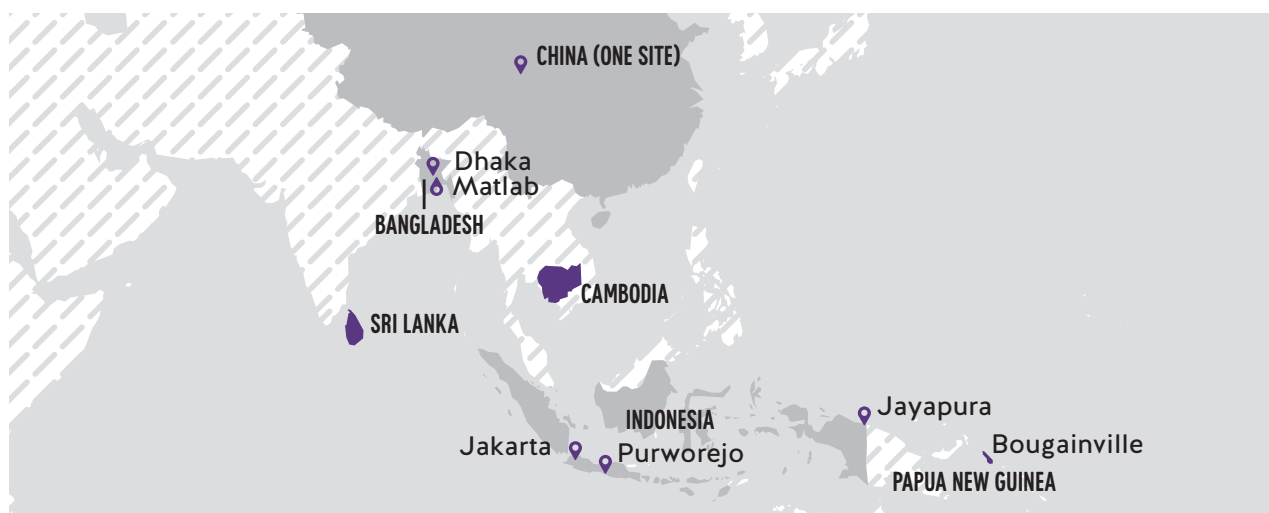 CHINA (ONE SITE)
Dhaka
Matlab
BANGLADESH
CAMBODIA
SRI LANKA
Jayapura
INDONESIA
Jakarta
Purworejo
Bougainville
PAPUA NEW GUINEA